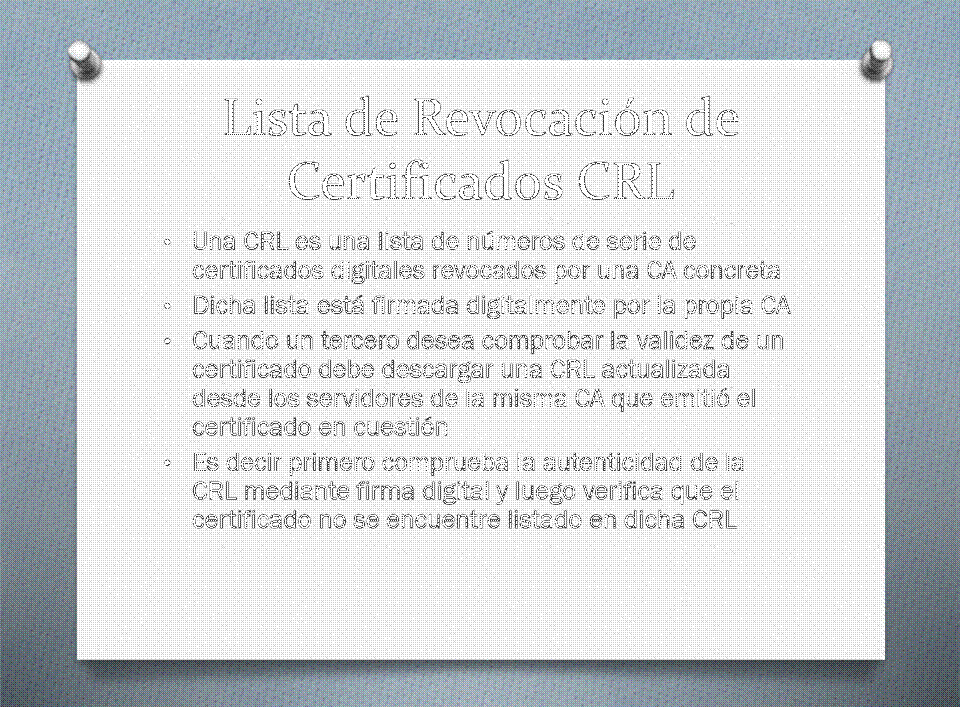 Lista de Revocación de
Certificados CRL
• Una CRL es una lista de números de serie de
certificados digitales revocados por una CA concreta
• Dicha lista está firmada digitalmente por la propia CA
• Cuando un tercero desea comprobar la validez de un
certificado debe descargar una CRL actualizada
desde los servidores de la misma CA que emitió el
certificado en cuestión
• Es decir primero comprueba la autenticidad de la
CRL mediante firma digital y luego verifica que el
certificado no se encuentre listado en dicha CRL